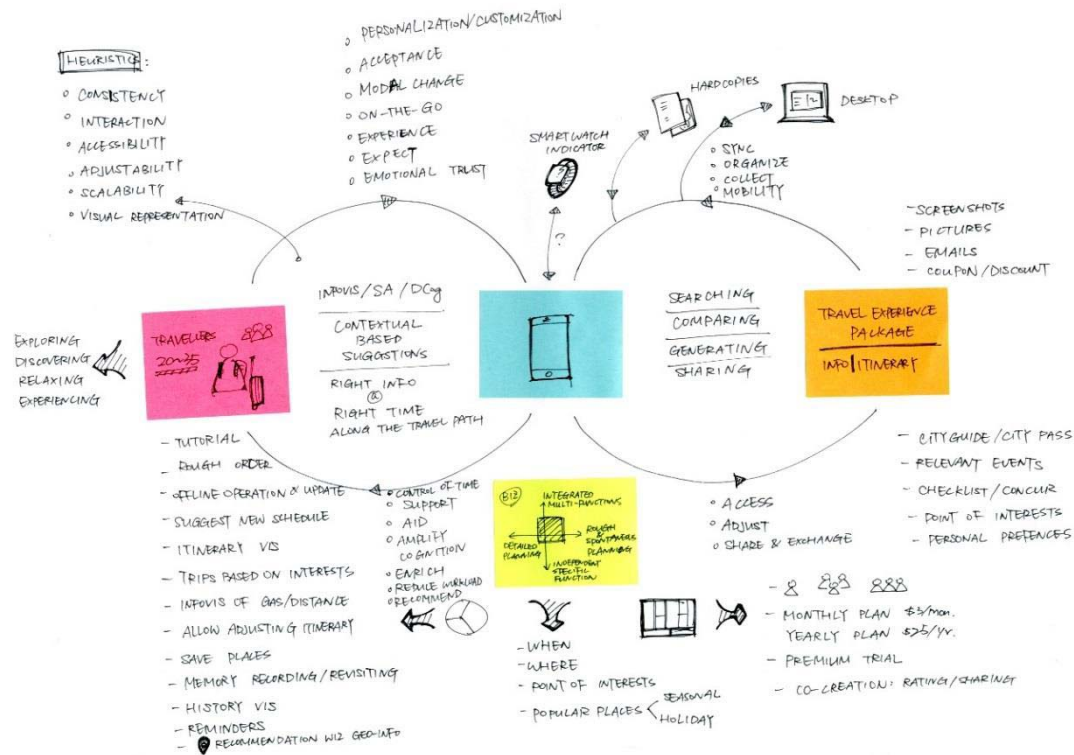 HEURISTICS:
CONSISTENCY
INTERACTION
ACCESSIBILITY
ADJUSTABILITY
SCALABILITY
VISUAL REPRESENTATION
PERSONALIZATION/CUSTOMIZATION
ACCEPTANCE
MODAL CHANGE
ON-THE-GO
EXPERIENCE
EXPECT
EMOTIONAL TRUST
SMARTWATCH
INDICATOR
?
HARDCOPIES
DESKTOP
SYNC
ORGANIZE
COLLECT
MOBILITY
- SCREENSHOTS
- PICTURES
- EMAILS
- COUPON/DISCOUNT
EXPLORING
DISCOVERING
RELAXING
EXPERIENCING
TRAVELLERS
20~35
INFOVIS/SA/DCog
CONTEXTUAL
BASED
SUGGESTIONS
RIGHT INFO
@
RIGHT TIME
ALONG THE TRAVEL PATH
SEARCHING
COMPARING
GENERATING
SHARING
TRAVEL EXPERIENCE
PACKAGE
INFO/ITINERARY
- TUTORIAL
- ROUGH ORDER
- OFFLINE OPERATION & UPDATE
- SUGGEST NEW SCHEDULE
- ITINERARY VIS
- TRIPS BASED ON INTERESTS
- INFOVIS OF GAS/DISTANCE
- ALLOW ADJUSTING ITINERARY
- SAVE PLACES
- MEMORY RECORDING/REVISITING
- HISTORY VIS
- REMINDERS
- RECOMMENDATION WIZ GEO-INFO
CONTROL OF TIME
SUPPORT
AID
AMPLIFY
COGNITION
ENRICH
REDUCE WORKLOAD
RECOMMEND
INTEGRATED
MULTI-FUNCTIONS
DETAILED
PLANNING
ROUGH
&
SPONTANEOUS
PLANNING
INDEPENDENT
SPECIFIC
FUNCTION
ACCESS
ADJUST
SHARE & EXCHANGE
- CITY GUIDE/CITY PASS
- RELEVANT EVENTS
- CHECKLIST/CONCUR
- POINT OF INTERESTS
- PERSONAL PREFENCES
- WHEN
- WHERE
- POINT OF INTERESTS
- POPULAR PLACES
SEASONAL
HOLIDAY
- MONTHLY PLAN $3/mon.
YEARLY PLAN $25/yr.
- PREMIUM TRIAL
- CO-CREATION: RATING/SHARING